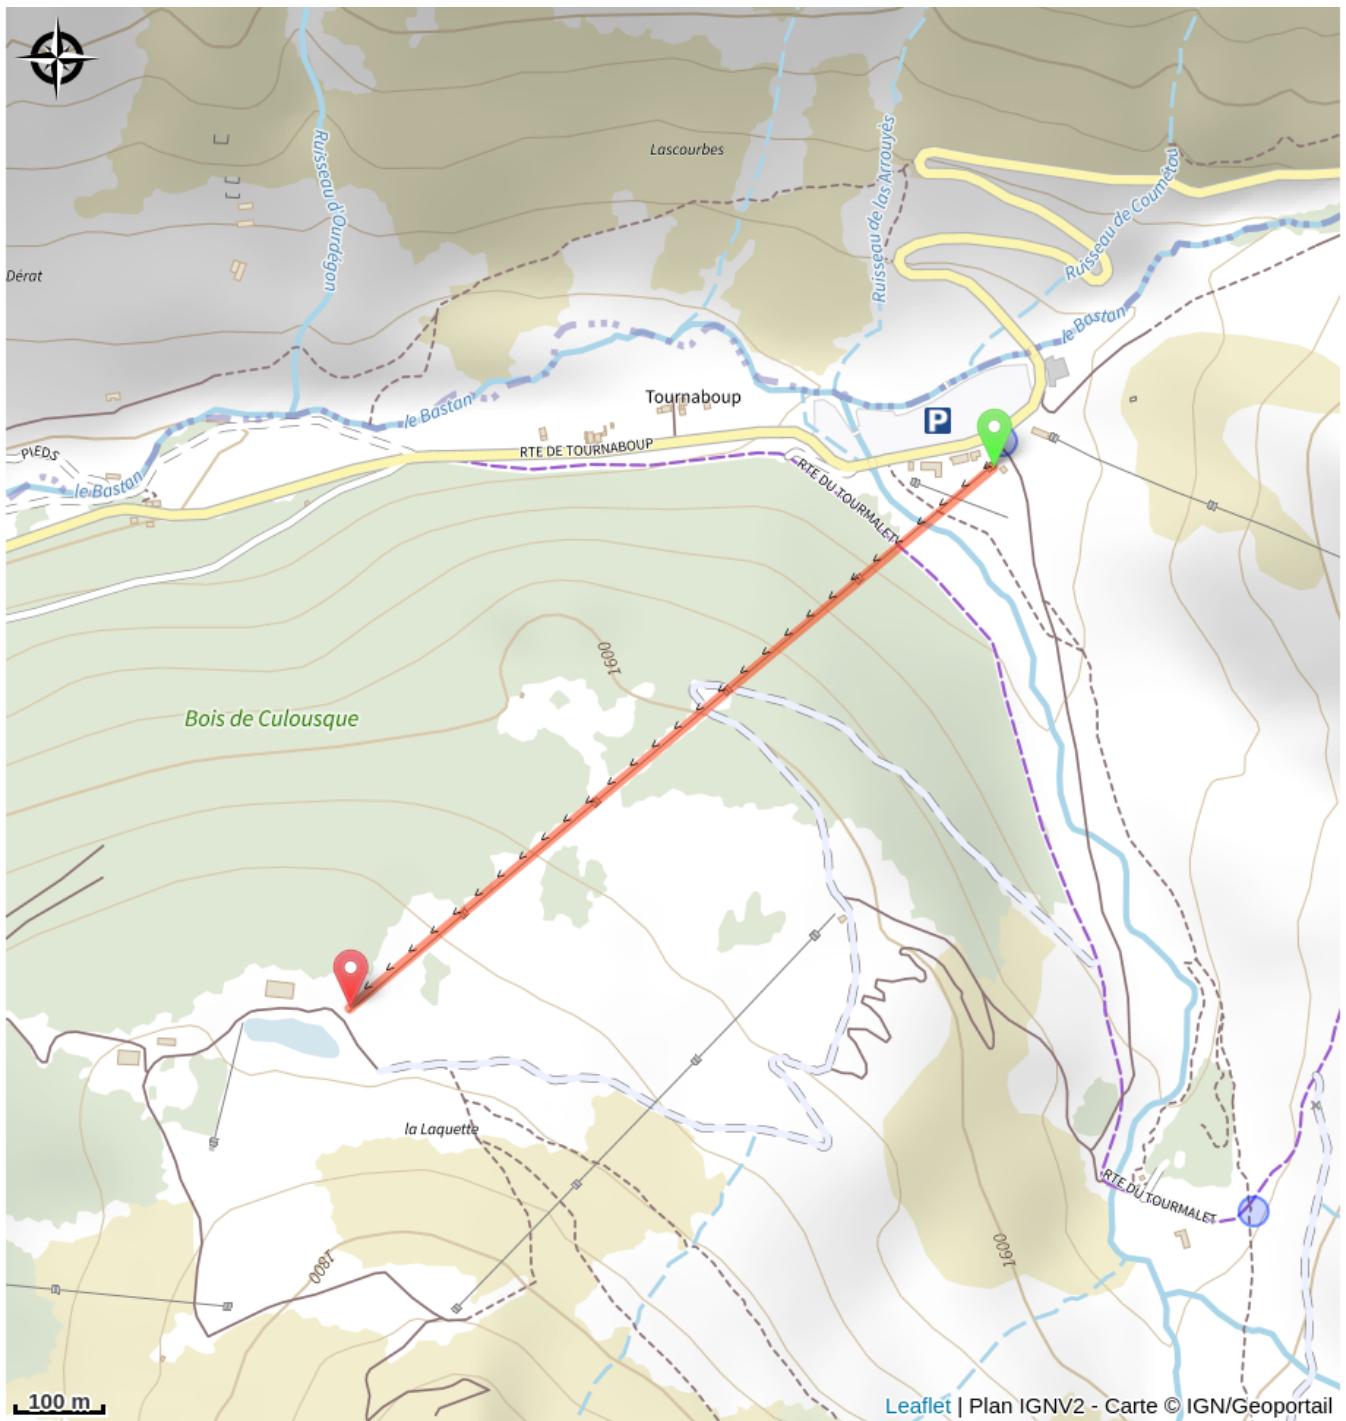 Lascourbes
Ruisseau d'Ourdégon
Ruisseau de las Arrouyès
Ruisseau de Coumétou
Dérat
le Bastan
Tournaboup
le Bastan
P
RTE DE TOURNABOUP
PIEDS
le Bastan
RTE DU TOURMALET
1600
Bois de Culousque
la Laquette
RTE DU TOURMALET
1600
1800
100 m
Leaflet | Plan IGNV2 - Carte © IGN/Geoportail